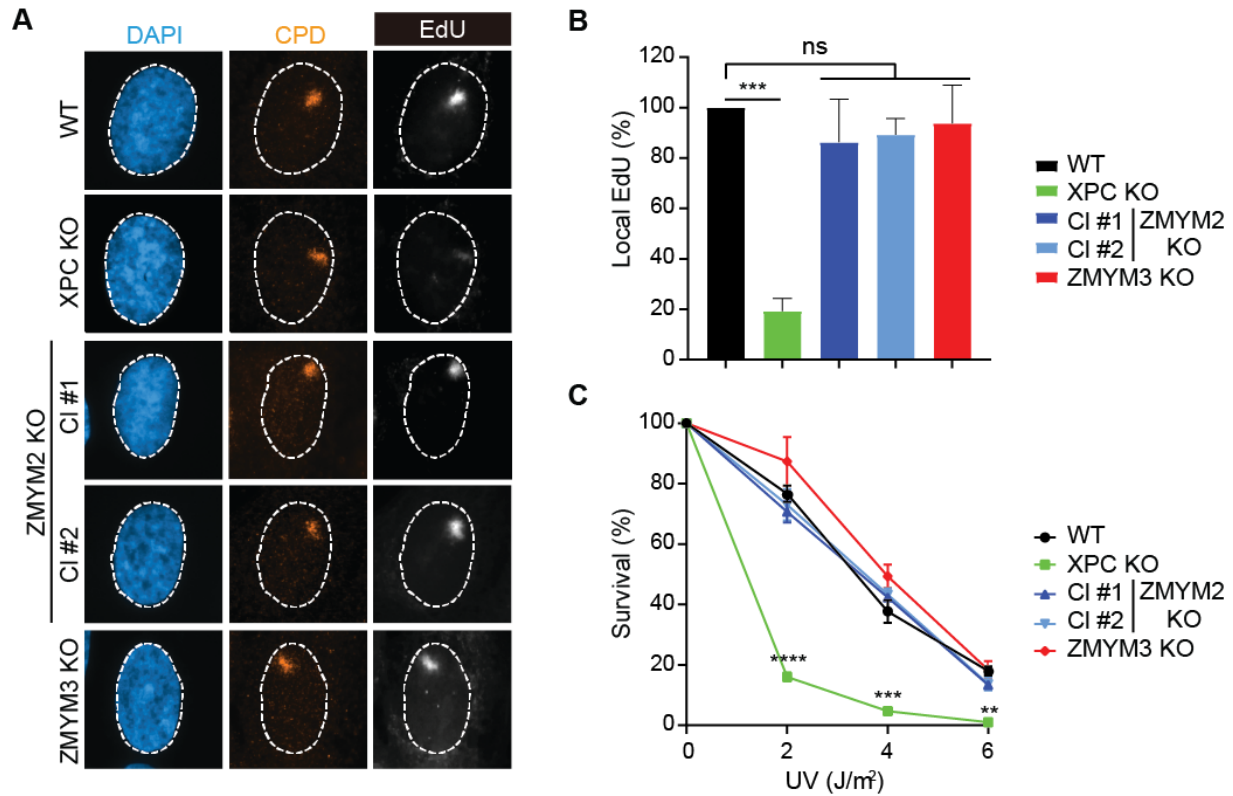 A
DAPI
CPD
EdU
WT
XPC KO
ZMYM2 KO
Cl #1
Cl #2
ZMYM3 KO
B
Local EdU (%)
120
100
80
60
40
20
0
ns
***
WT
XPC KO
Cl #1 ZMYM2
Cl #2 KO
ZMYM3 KO
C
Survival (%)
100
80
60
40
20
0
****
***
**
0 2 4 6
UV (J/m²)
WT
XPC KO
Cl #1 ZMYM2
Cl #2 KO
ZMYM3 KO